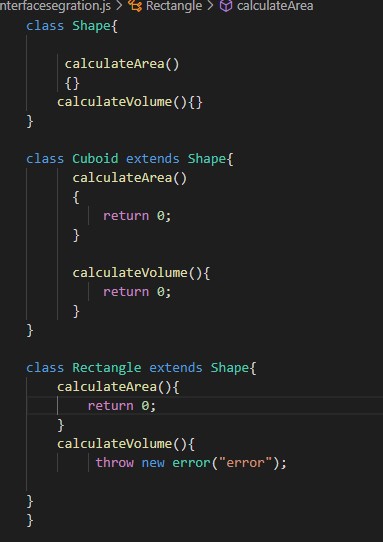 nterfacesegration.js > Rectangle > calculateArea
class Shape{
calculateArea()
{}
calculateVolume(){}
}
class Cuboid extends Shape{
calculateArea()
{
return 0;
}
calculateVolume(){
return 0;
}
}
class Rectangle extends Shape{
calculateArea(){
return 0;
}
calculateVolume(){
throw new error("error");
}
}